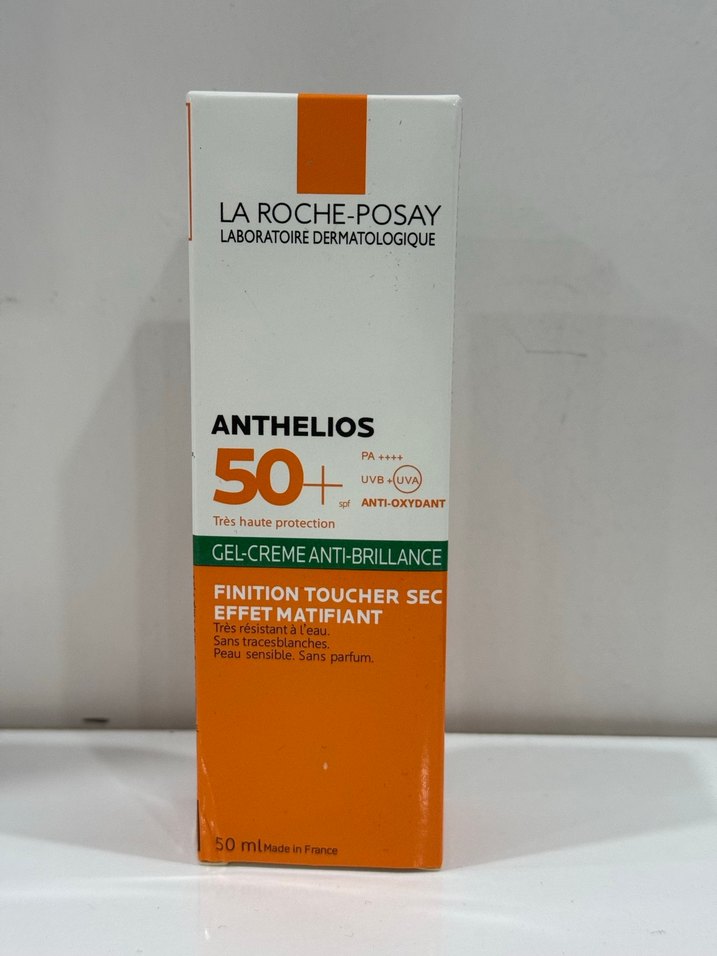 LA ROCHE-POSAY
LABORATOIRE DERMATOLOGIQUE
ANTHELIOS
50+ spf
PA ++++
UVB + UVA
ANTI-OXYDANT
Très haute protection
GEL-CREME ANTI-BRILLANCE
FINITION TOUCHER SEC
EFFET MATIFIANT
Très résistant à l'eau.
Sans tracesblanches.
Peau sensible. Sans parfum.
50 ml Made in France